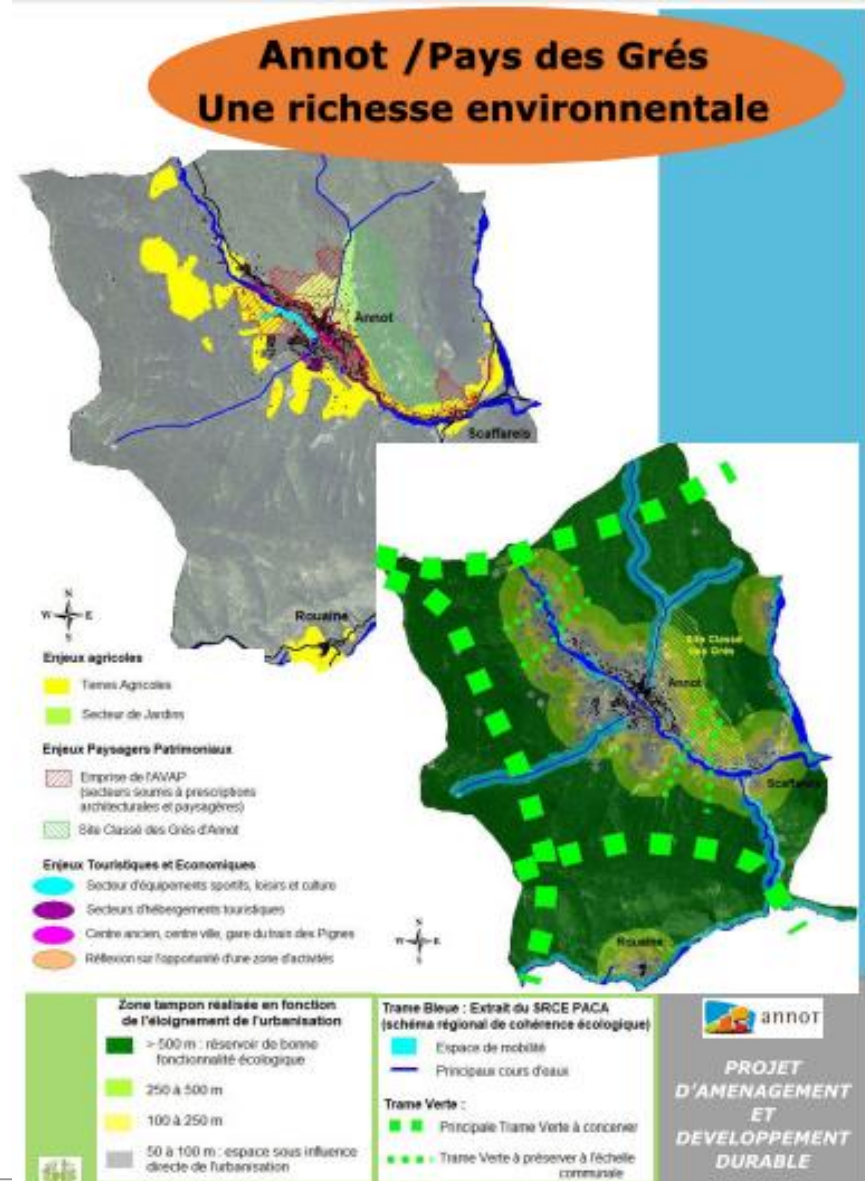 Annot /Pays des Grés
Une richesse environnentale
Annot
Scaffareis
Rouaine
N
W E
S
Enjeux agricoles
Terres Agricoles
Secteur de Jardins
Enjeux Paysagers Patrimoniaux
Emprise de l'AVAP
(secteurs soumis à prescriptions
architecturales et paysagères)
Site Classé des Grés d'Annot
Enjeux Touristiques et Economiques
Secteur d'équipements sportifs, loisirs et culture
Secteurs d'hébergements touristiques
Centre ancien, centre ville, gare du train des Pignes
Réflexion sur l'opportunité d'une zone d'activités
Site Classé
des Grés
Annot
Scaffareis
Rouaine
N
W E
S
Zone tampon réalisée en fonction
de l'éloignement de l'urbanisation
> 500 m : réservoir de bonne
fonctionnalité écologique
250 à 500 m
100 à 250 m
50 à 100 m : espace sous influence
directe de l'urbanisation
Trame Bleue : Extrait du SRCE PACA
(schéma régional de cohérence écologique)
Espace de mobilité
Principaux cours d'eaux
Trame Verte :
Principale Trame Verte à concerver
Trame Verte à préserver à l'échelle
communale
annot
PROJET
D'AMENAGEMENT
ET
DEVELOPPEMENT
DURABLE